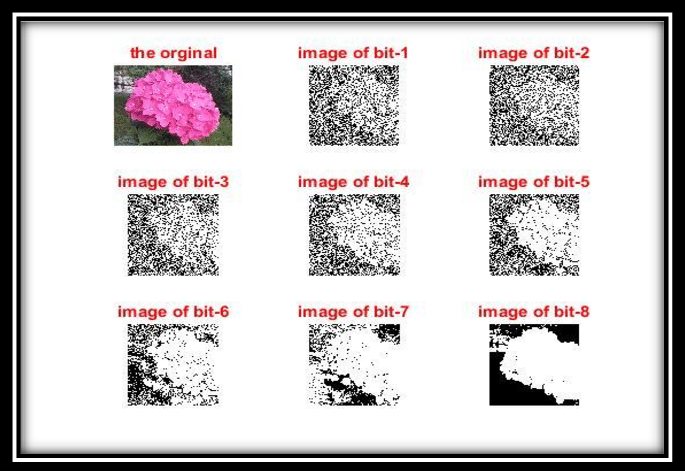 the orginal
image of bit-1
image of bit-2
image of bit-3
image of bit-4
image of bit-5
image of bit-6
image of bit-7
image of bit-8